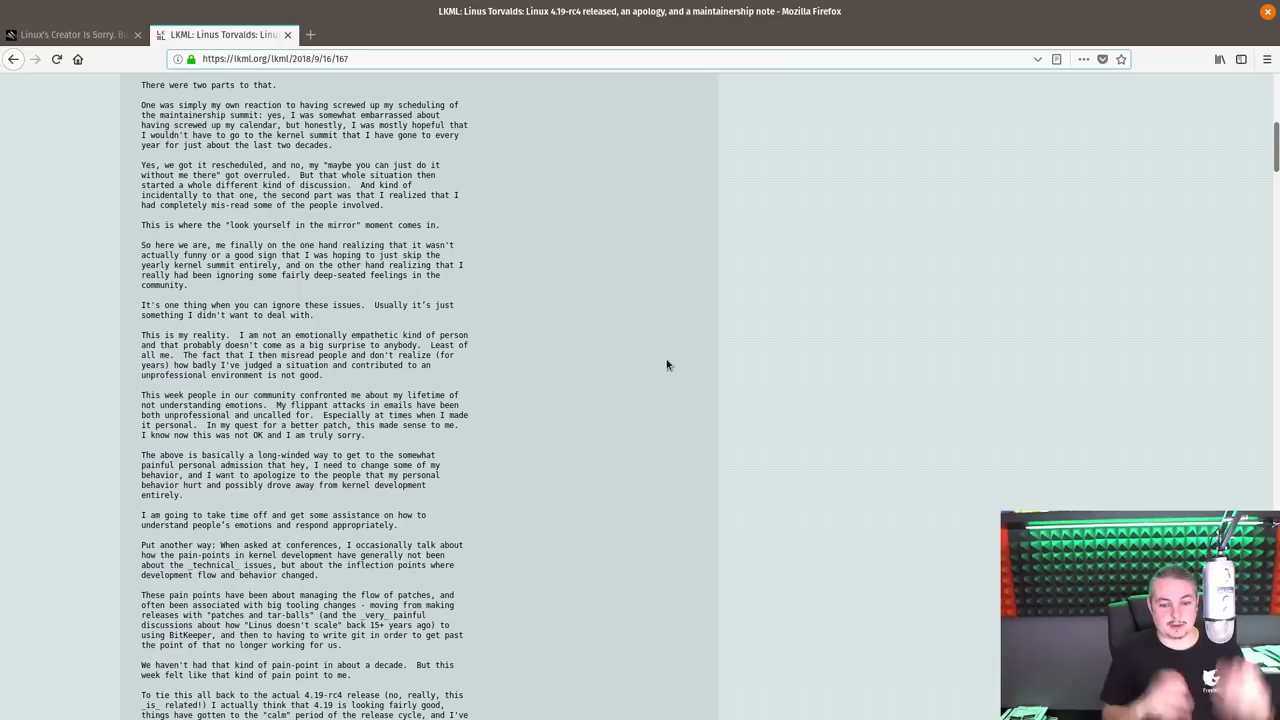 LKML: Linus Torvalds: Linux 4.19-rc4 released, an apology, and a maintainership note - Mozilla Firefox
Linux's Creator Is Sorry. B
LKML: Linus Torvalds: Linu
https://lkml.org/lkml/2018/9/16/167
There were two parts to that.
One was simply my own reaction to having screwed up my scheduling of
the maintainership summit: yes, I was somewhat embarrassed about
having screwed up my calendar, but honestly, I was mostly hopeful that
I wouldn't have to go to the kernel summit that I have gone to every
year for just about the last two decades.
Yes, we got it rescheduled, and no, my "maybe you can just do it
without me there" got overruled.  But that whole situation then
started a whole different kind of discussion.  And kind of
incidentally to that one, the second part was that I realized that I
had completely mis-read some of the people involved.
This is where the "look yourself in the mirror" moment comes in.
So here we are, me finally on the one hand realizing that it wasn't
actually funny or a good sign that I was hoping to just skip the
yearly kernel summit entirely, and on the other hand realizing that I
really had been ignoring some fairly deep-seated feelings in the
community.
It's one thing when you can ignore these issues.  Usually it’s just
something I didn't want to deal with.
This is my reality.  I am not an emotionally empathetic kind of person
and that probably doesn't come as a big surprise to anybody.  Least of
all me.  The fact that I then misread people and don't realize (for
years) how badly I've judged a situation and contributed to an
unprofessional environment is not good.
This week people in our community confronted me about my lifetime of
not understanding emotions.  My flippant attacks in emails have been
both unprofessional and uncalled for.  Especially at times when I made
it personal.  In my quest for a better patch, this made sense to me.
I know now this was not OK and I am truly sorry.
The above is basically a long-winded way to get to the somewhat
painful personal admission that hey, I need to change some of my
behavior, and I want to apologize to the people that my personal
behavior hurt and possibly drove away from kernel development
entirely.
I am going to take time off and get some assistance on how to
understand people’s emotions and respond appropriately.
Put another way: When asked at conferences, I occasionally talk about
how the pain-points in kernel development have generally not been
about the _technical_ issues, but about the inflection points where
development flow and behavior changed.
These pain points have been about managing the flow of patches, and
often been associated with big tooling changes - moving from making
releases with "patches and tar-balls" (and the _very_ painful
discussions about how "Linus doesn't scale" back 15+ years ago) to
using BitKeeper, and then to having to write git in order to get past
the point of that no longer working for us.
We haven't had that kind of pain-point in about a decade.  But this
week felt like that kind of pain point to me.
To tie this all back to the actual 4.19-rc4 release (no, really, this
_is_ related!) I actually think that 4.19 is looking fairly good,
things have gotten to the "calm" period of the release cycle, and I've